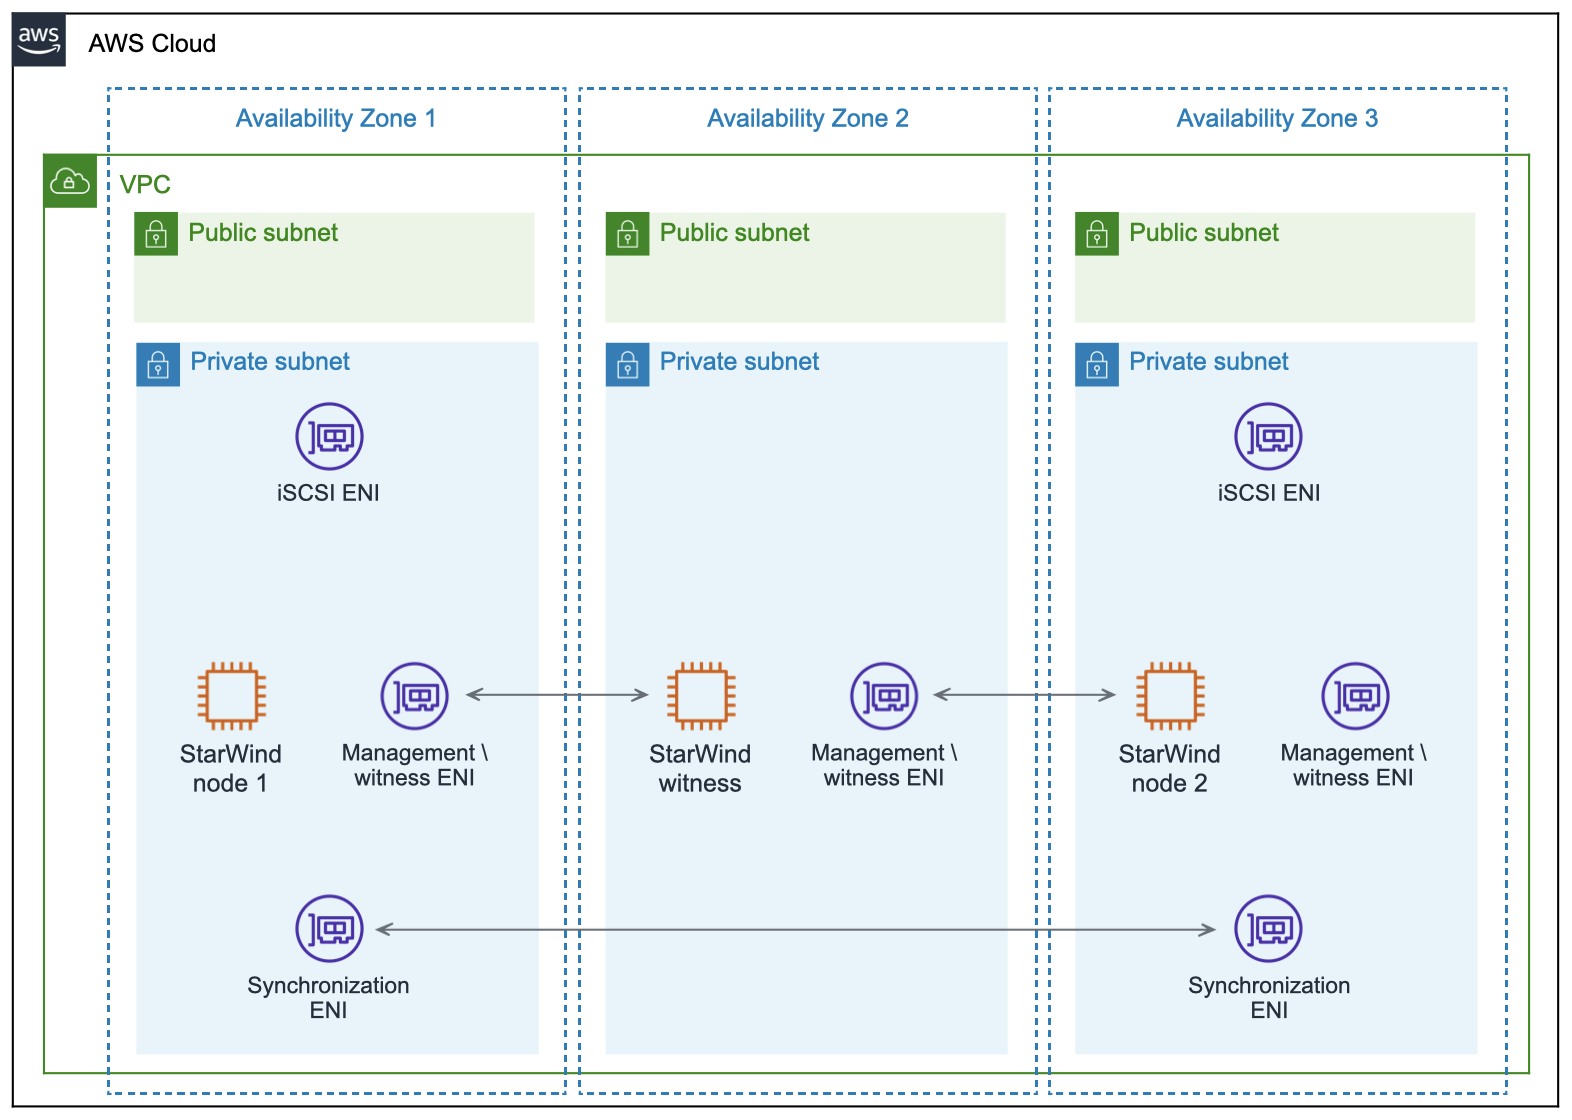 aws
AWS Cloud
Availability Zone 1
Availability Zone 2
Availability Zone 3
VPC
Public subnet
Public subnet
Public subnet
Private subnet
Private subnet
Private subnet
iSCSI ENI
iSCSI ENI
StarWind
node 1
Management \
witness ENI
StarWind
witness
Management \
witness ENI
StarWind
node 2
Management \
witness ENI
Synchronization
ENI
Synchronization
ENI